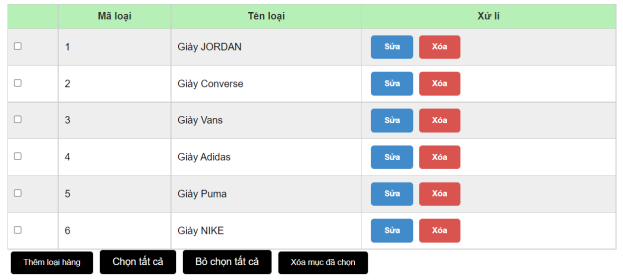 Mã loại Tên loại Xử lí
1 Giày JORDAN Sửa Xóa
2 Giày Converse Sửa Xóa
3 Giày Vans Sửa Xóa
4 Giày Adidas Sửa Xóa
5 Giày Puma Sửa Xóa
6 Giày NIKE Sửa Xóa
Thêm loại hàng Chọn tất cả Bỏ chọn tất cả Xóa mục đã chọn